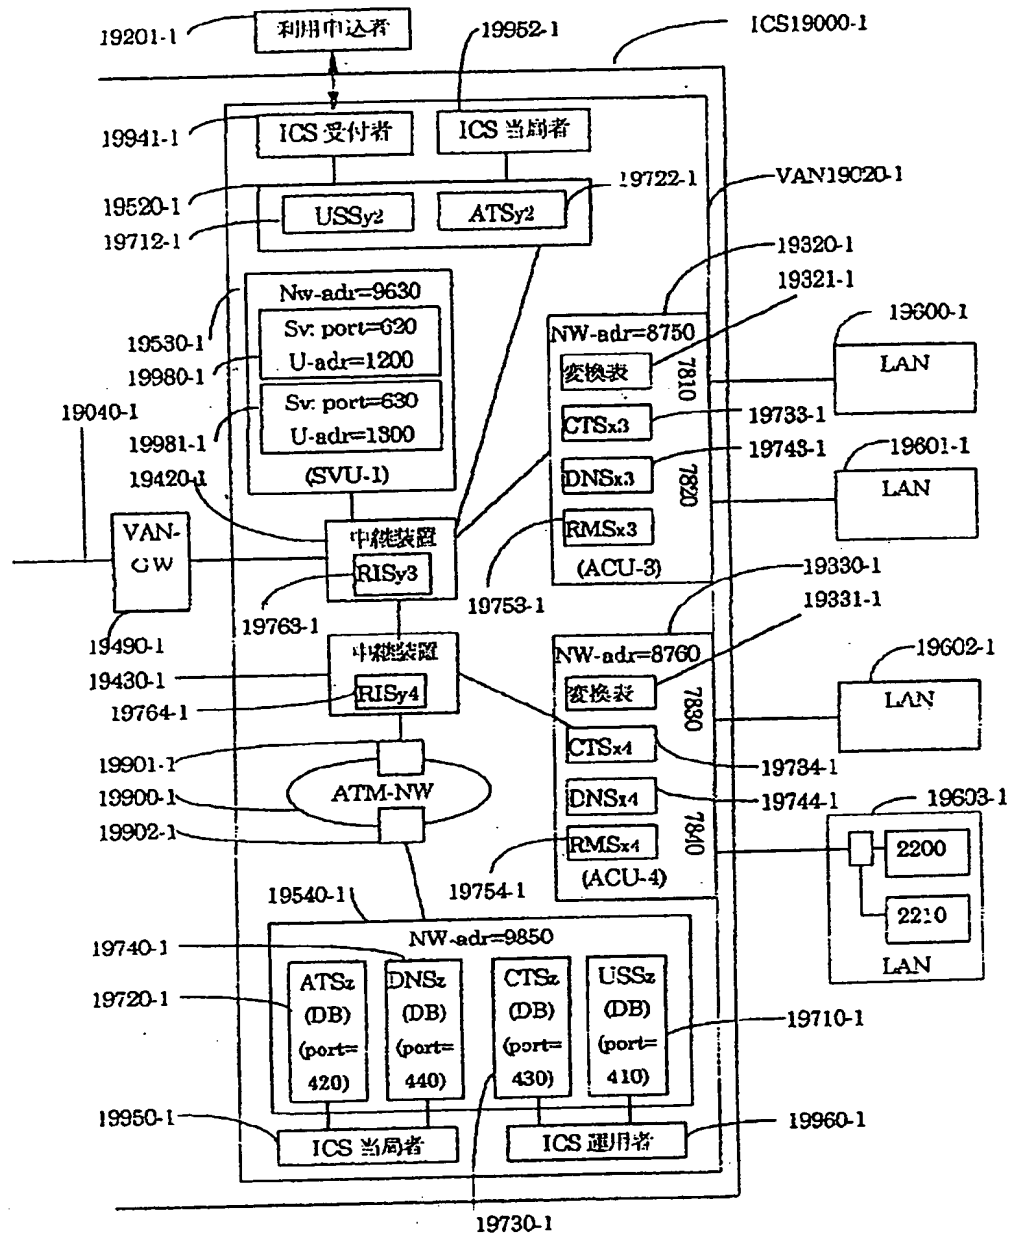 19201-1
利用申込者
19952-1
ICS19000-1
19941-1
ICS 受付者
ICS 当局者
19520-1
19722-1
VAN19020-1
USSy2
ATSy2
19712-1
19320-1
19321-1
Nw-adr=9630
19530-1
Sv: port=620
U-adr=1200
19980-1
Sv: port=630
U-adr=1300
19981-1
(SVU-1)
19040-1
19420-1
NW-adr=8750
変換表
7810
CTSx3
19733-1
DNSx3
19743-1
7820
RMSx3
(ACU-3)
19753-1
19600-1
LAN
19601-1
LAN
VAN-
GW
中継装置
RISy3
19763-1
19490-1
19330-1
19331-1
中継装置
19430-1
RISy4
19764-1
NW-adr=8760
変換表
7830
CTSx4
19734-1
DNSx4
19744-1
7840
RMSx4
(ACU-4)
19754-1
19602-1
LAN
19603-1
2200
2210
LAN
19901-1
19900-1
ATM-NW
19902-1
19540-1
NW-adr=9850
19740-1
19720-1
ATSz
(DB)
(port=
420)
DNSz
(DB)
(port=
440)
CTSz
(DB)
(port=
430)
USSz
(DB)
(port=
410)
19710-1
19950-1
ICS 当局者
ICS 運用者
19960-1
19730-1